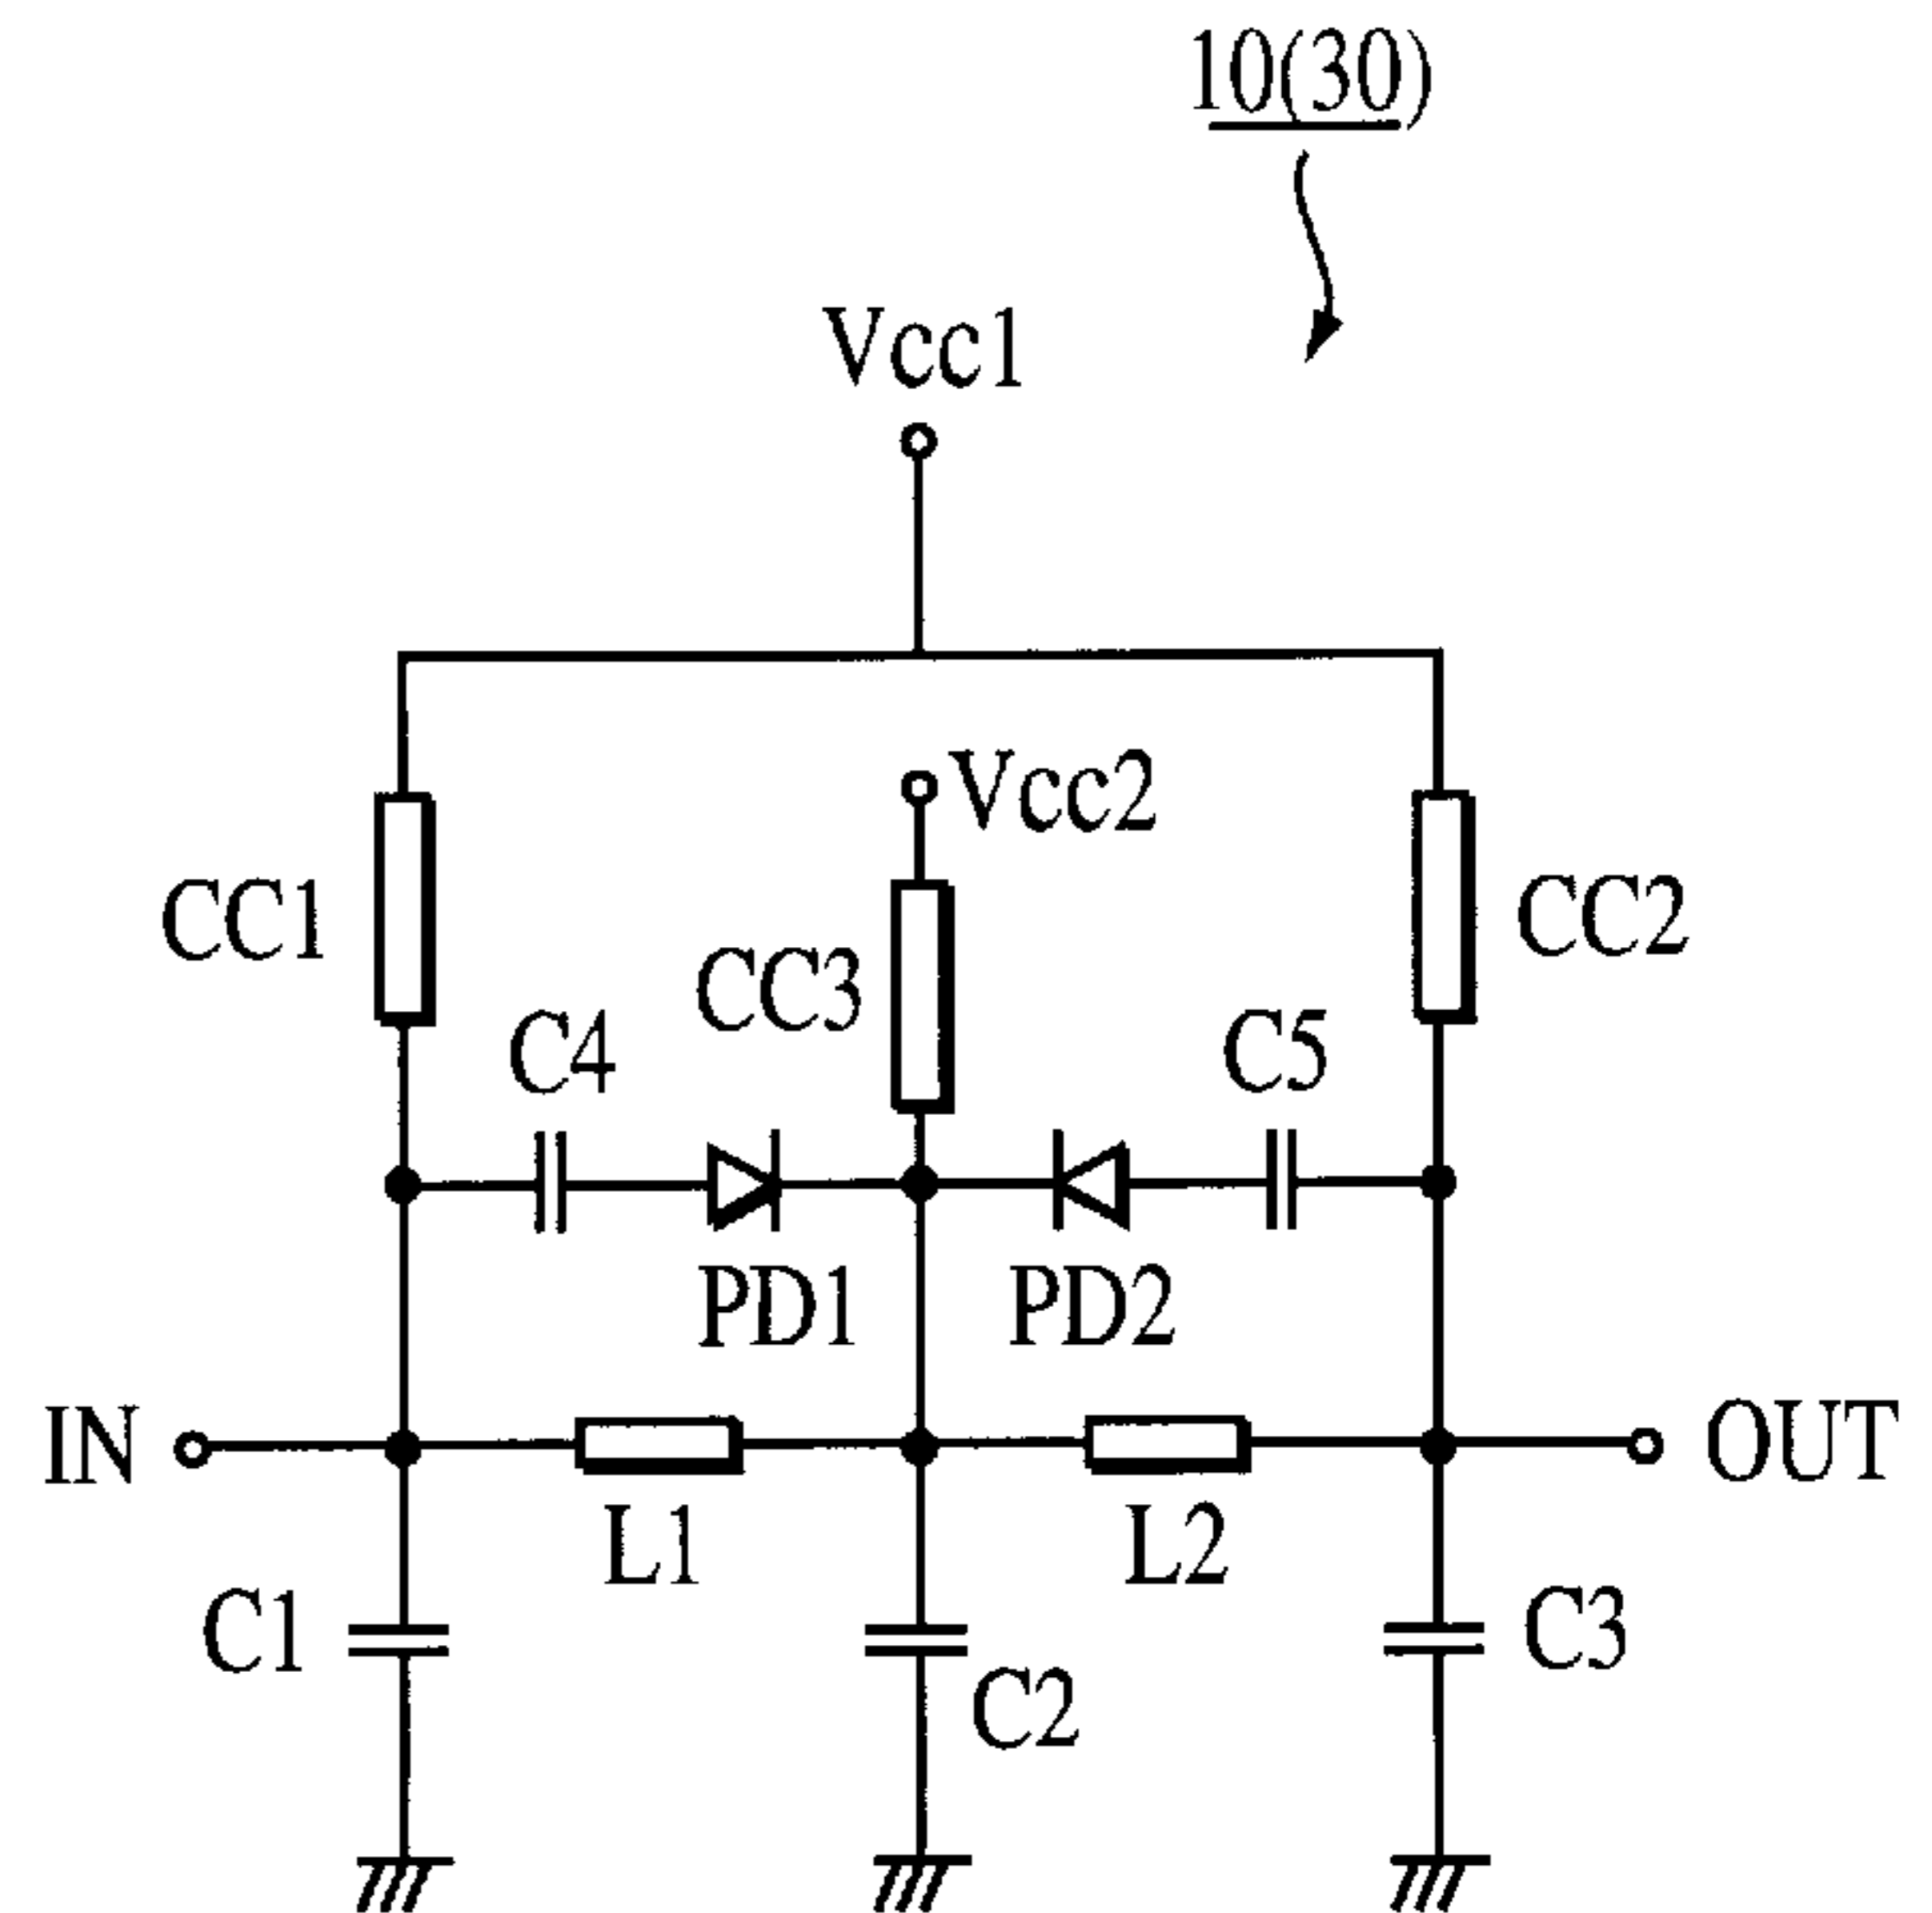 10(30)
Vcc1
Vcc2
CC1
CC2
CC3
C4
C5
PD1
PD2
IN
OUT
L1
L2
C1
C3
C2